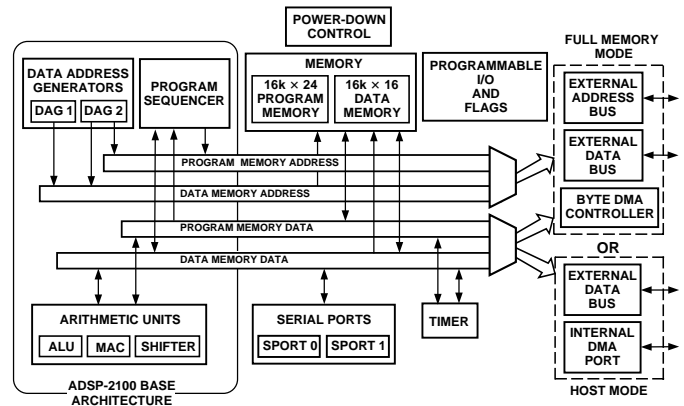 POWER-DOWN
CONTROL
FULL MEMORY
MODE
DATA ADDRESS
GENERATORS
DAG 1
DAG 2
PROGRAM
SEQUENCER
MEMORY
16k × 24
PROGRAM
MEMORY
16k × 16
DATA
MEMORY
PROGRAMMABLE
I/O
AND
FLAGS
EXTERNAL
ADDRESS
BUS
EXTERNAL
DATA
BUS
BYTE DMA
CONTROLLER
PROGRAM MEMORY ADDRESS
DATA MEMORY ADDRESS
PROGRAM MEMORY DATA
DATA MEMORY DATA
OR
EXTERNAL
DATA
BUS
INTERNAL
DMA
PORT
HOST MODE
ARITHMETIC UNITS
ALU
MAC
SHIFTER
SERIAL PORTS
SPORT 0
SPORT 1
TIMER
ADSP-2100 BASE
ARCHITECTURE